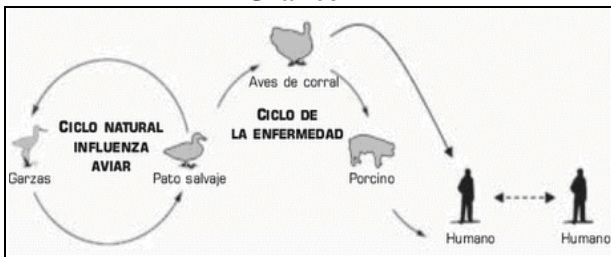 Aves de corral
CICLO NATURAL
INFLUENZA
AVIAR
CICLO DE
LA ENFERMEDAD
Garzas
Pato salvaje
Porcino
Humano
Humano